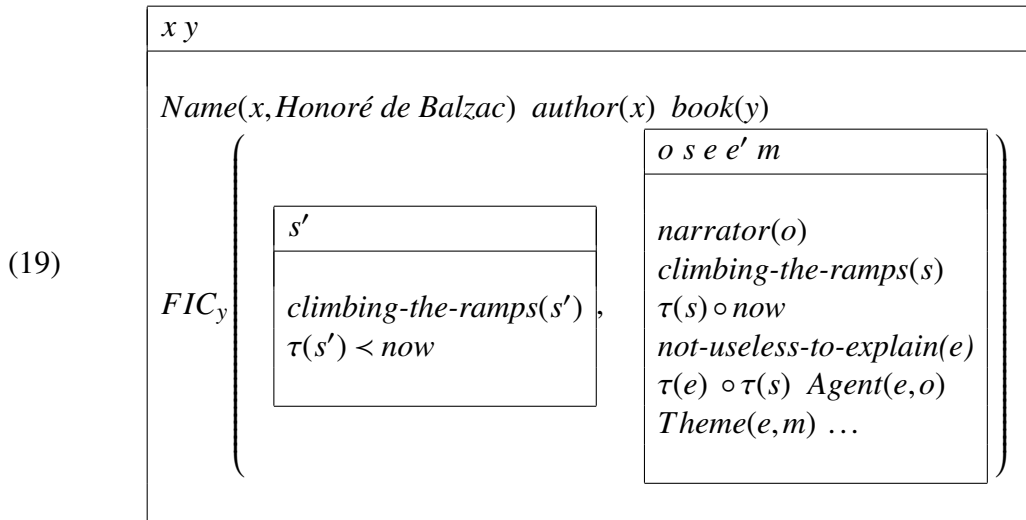 x y
Name(x, Honoré de Balzac) author(x) book(y)
(19)
FIC_y
s′
climbing-the-ramps(s′)
τ(s′) ≺ now
,
o s e e′ m
narrator(o)
climbing-the-ramps(s)
τ(s) ∘ now
not-useless-to-explain(e)
τ(e) ∘ τ(s) Agent(e, o)
Theme(e, m) …